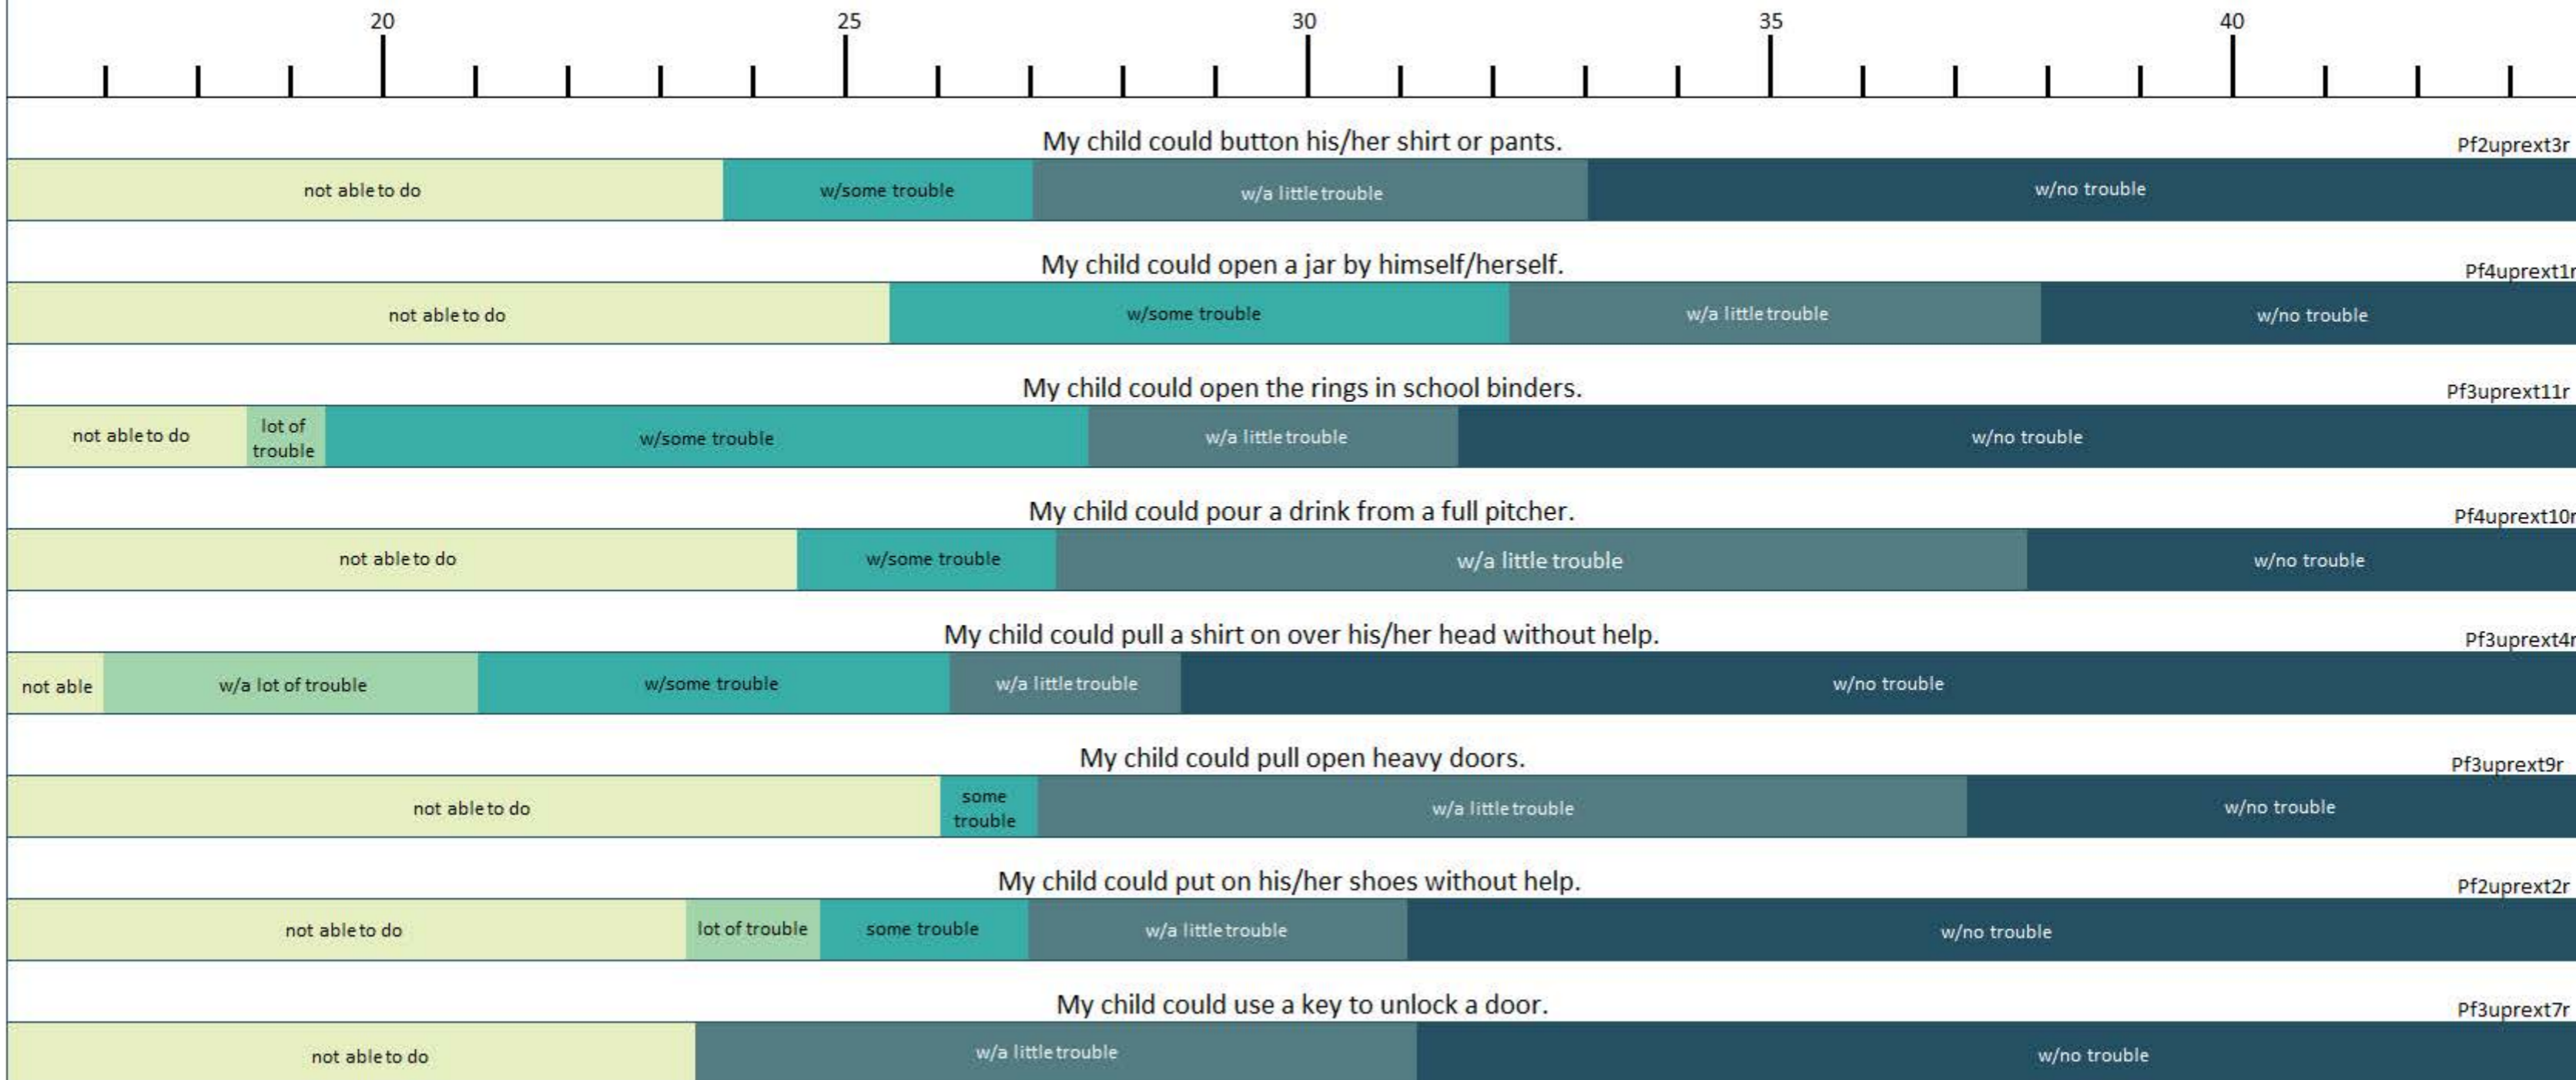 20 25 30 35 40
My child could button his/her shirt or pants. Pf2uprext3r
not able to do w/some trouble w/a little trouble w/no trouble
My child could open a jar by himself/herself. Pf4uprext1r
not able to do w/some trouble w/a little trouble w/no trouble
My child could open the rings in school binders. Pf3uprext11r
not able to do lot of trouble w/some trouble w/a little trouble w/no trouble
My child could pour a drink from a full pitcher. Pf4uprext10r
not able to do w/some trouble w/a little trouble w/no trouble
My child could pull a shirt on over his/her head without help. Pf3uprext4r
not able w/a lot of trouble w/some trouble w/a little trouble w/no trouble
My child could pull open heavy doors. Pf3uprext9r
not able to do some trouble w/a little trouble w/no trouble
My child could put on his/her shoes without help. Pf2uprext2r
not able to do lot of trouble some trouble w/a little trouble w/no trouble
My child could use a key to unlock a door. Pf3uprext7r
not able to do w/a little trouble w/no trouble